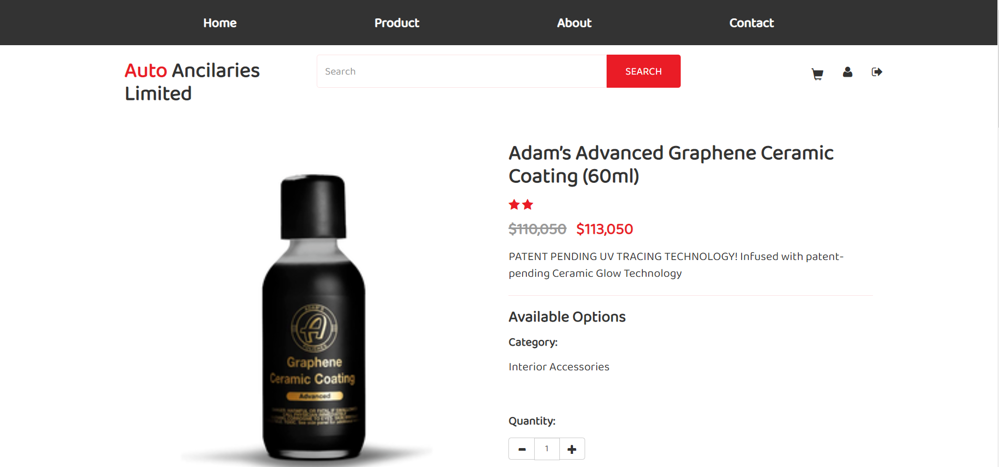 Home Product About Contact
Auto Ancilaries
Limited
Search
SEARCH
Adam's Advanced Graphene Ceramic
Coating (60ml)
$110,050 $113,050
PATENT PENDING UV TRACING TECHNOLOGY! Infused with patent-
pending Ceramic Glow Technology
Available Options
Category:
Interior Accessories
Quantity:
1
ADAM'S
A
POLISHES
Graphene
Ceramic Coating
Advanced